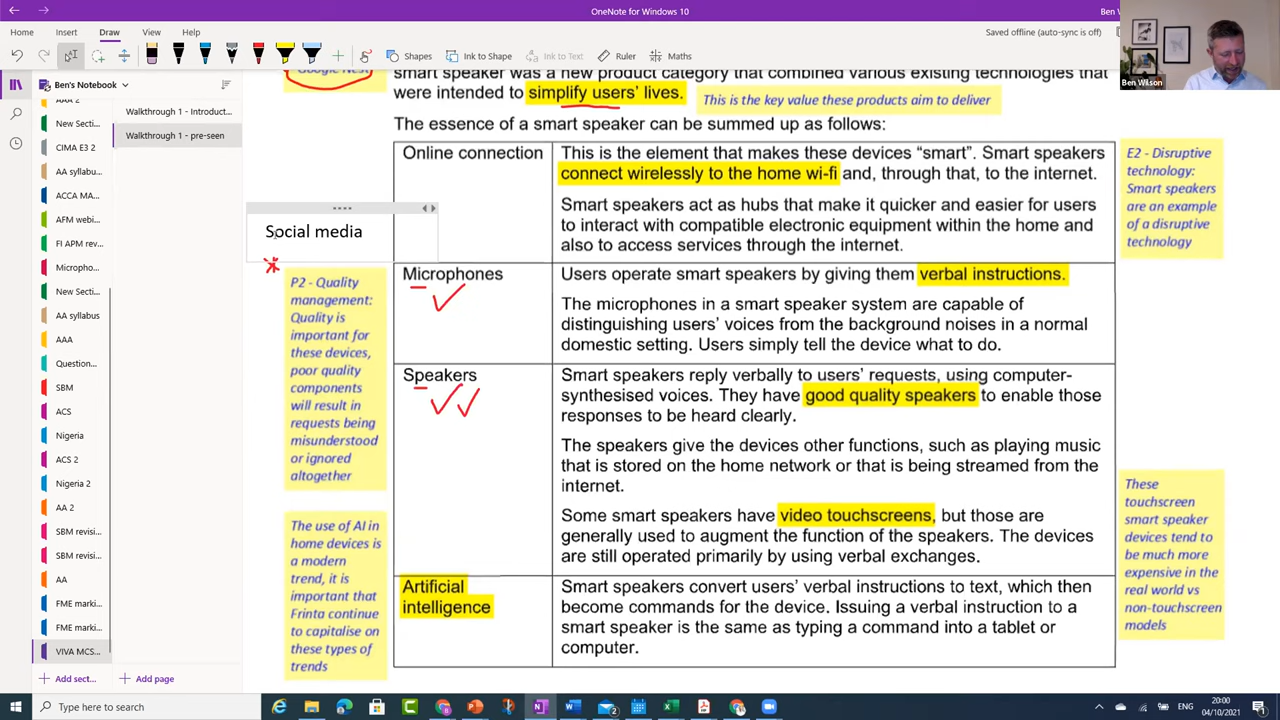 OneNote for Windows 10
Ben W
Home
Insert
Draw
View
Help
Saved offline (auto-sync is off)
Shapes
Ink to Shape
Ink to Text
Ruler
Maths
Ben Wilson
Ben's Notebook
AAA 2
New Secti...
CIMA E3 2
AA syllabu...
ACCA MA...
AFM webi...
FI APM rev...
Micropho...
New Secti...
AA syllabus
AAA
Question...
SBM
ACS
Nigeria
ACS 2
Nigeria 2
AA 2
SBM revisi...
SBM revisi...
AA
FME marki...
FME marki...
VIVA MCS...
Add sect...
Walkthrough 1 - Introduct...
Walkthrough 1 - pre-seen
Add page
Google Nest
smart speaker was a new product category that combined various existing technologies that
were intended to simplify users' lives.
This is the key value these products aim to deliver
The essence of a smart speaker can be summed up as follows:
Online connection
This is the element that makes these devices "smart". Smart speakers
connect wirelessly to the home wi-fi and, through that, to the internet.
Smart speakers act as hubs that make it quicker and easier for users
to interact with compatible electronic equipment within the home and
also to access services through the internet.
E2 - Disruptive
technology:
Smart speakers
are an example
of a disruptive
technology
Social media
P2 - Quality
management:
Quality is
important for
these devices,
poor quality
components
will result in
requests being
misunderstood
or ignored
altogether
Microphones
Users operate smart speakers by giving them verbal instructions.
The microphones in a smart speaker system are capable of
distinguishing users' voices from the background noises in a normal
domestic setting. Users simply tell the device what to do.
Speakers
Smart speakers reply verbally to users' requests, using computer-
synthesised voices. They have good quality speakers to enable those
responses to be heard clearly.
The speakers give the devices other functions, such as playing music
that is stored on the home network or that is being streamed from the
internet.
Some smart speakers have video touchscreens, but those are
generally used to augment the function of the speakers. The devices
are still operated primarily by using verbal exchanges.
These
touchscreen
smart speaker
devices tend to
be much more
expensive in the
real world vs
non-touchscreen
models
The use of AI in
home devices is
a modern
trend, it is
important that
Frinta continue
to capitalise on
these types of
trends
Artificial
intelligence
Smart speakers convert users' verbal instructions to text, which then
become commands for the device. Issuing a verbal instruction to a
smart speaker is the same as typing a command into a tablet or
computer.
Type here to search
20:00
04/10/2021